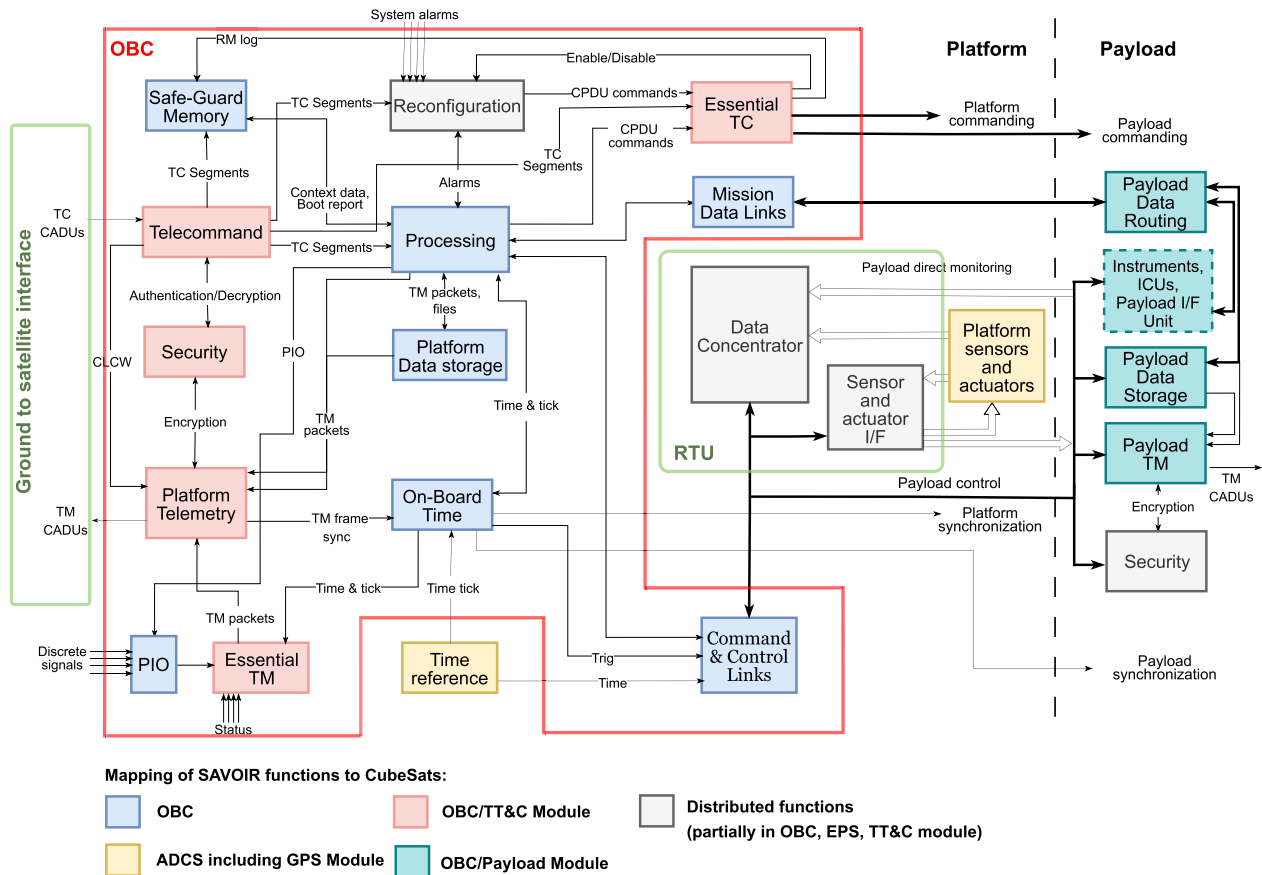 System alarms
OBC
RM log
Enable/Disable
Platform
Payload
Safe-Guard
Memory
TC Segments
Reconfiguration
CPDU commands
Essential
TC
Platform
commanding
Payload
commanding
CPDU
commands
TC
Segments
TC Segments
Alarms
Context data,
Boot report
Mission
Data Links
Payload
Data
Routing
TC
CADUs
Telecommand
TC Segments
Processing
Ground to satellite interface
Authentication/Decryption
TM packets,
files
Payload direct monitoring
Instruments,
ICUs,
Payload I/F
Unit
Data
Concentrator
Platform
sensors
and
actuators
CLCW
Security
PIO
Platform
Data storage
Payload
Data
Storage
Sensor
and
actuator
I/F
Time & tick
Encryption
TM
packets
RTU
Payload
TM
TM
CADUs
Platform
Telemetry
On-Board
Time
Payload control
Encryption
TM
CADUs
TM frame
sync
Platform
synchronization
Security
Time & tick
Time tick
TM packets
Discrete
signals
PIO
Essential
TM
Time
reference
Trig
Time
Command
& Control
Links
Payload
synchronization
Status
Mapping of SAVOIR functions to CubeSats:
OBC
OBC/TT&C Module
Distributed functions
(partially in OBC, EPS, TT&C module)
ADCS including GPS Module
OBC/Payload Module